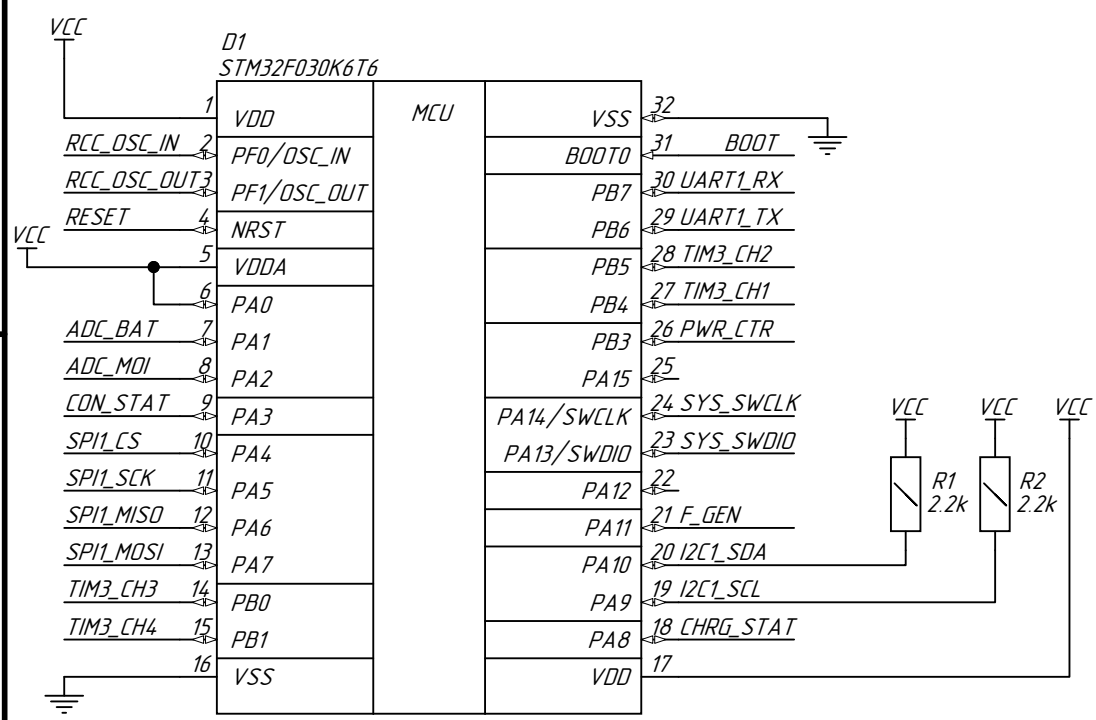 VCC
D1
STM32F030K6T6
MCU
1 VDD
VSS 32
RCC_OSC_IN 2 PF0/OSC_IN
BOOT0 31 BOOT
RCC_OSC_OUT 3 PF1/OSC_OUT
PB7 30 UART1_RX
RESET 4 NRST
PB6 29 UART1_TX
VCC
5 VDDA
PB5 28 TIM3_CH2
6 PA0
PB4 27 TIM3_CH1
ADC_BAT 7 PA1
PB3 26 PWR_CTR
ADC_MOI 8 PA2
PA15 25
CON_STAT 9 PA3
PA14/SWCLK 24 SYS_SWCLK
VCC VCC VCC
SPI1_CS 10 PA4
PA13/SWDIO 23 SYS_SWDIO
SPI1_SCK 11 PA5
PA12 22
R1
2.2k
R2
2.2k
SPI1_MISO 12 PA6
PA11 21 F_GEN
SPI1_MOSI 13 PA7
PA10 20 I2C1_SDA
TIM3_CH3 14 PB0
PA9 19 I2C1_SCL
TIM3_CH4 15 PB1
PA8 18 CHRG_STAT
16 VSS
VDD 17